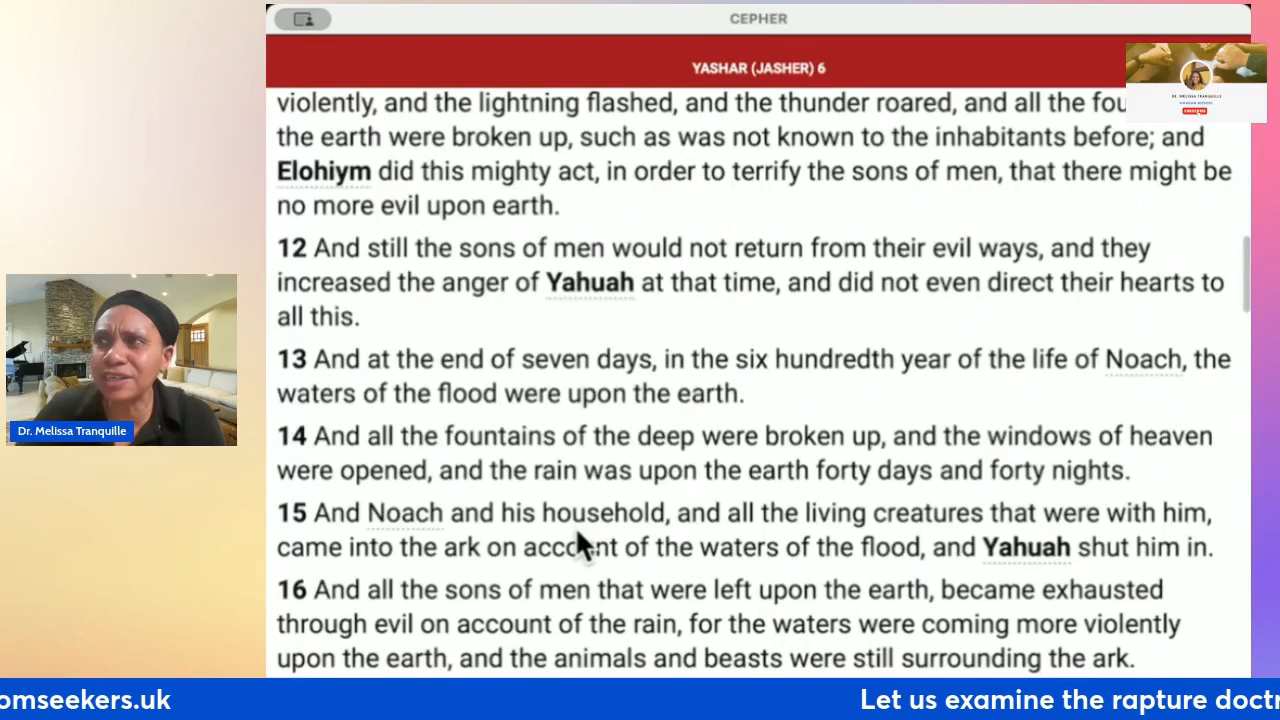 CEPHER
YASHAR (JASHER) 6
violently, and the lightning flashed, and the thunder roared, and all the fou
the earth were broken up, such as was not known to the inhabitants before; and
Elohiym did this mighty act, in order to terrify the sons of men, that there might be
no more evil upon earth.
12 And still the sons of men would not return from their evil ways, and they
increased the anger of Yahuah at that time, and did not even direct their hearts to
all this.
13 And at the end of seven days, in the six hundredth year of the life of Noach, the
waters of the flood were upon the earth.
14 And all the fountains of the deep were broken up, and the windows of heaven
were opened, and the rain was upon the earth forty days and forty nights.
15 And Noach and his household, and all the living creatures that were with him,
came into the ark on account of the waters of the flood, and Yahuah shut him in.
16 And all the sons of men that were left upon the earth, became exhausted
through evil on account of the rain, for the waters were coming more violently
upon the earth, and the animals and beasts were still surrounding the ark.
DR. MELISSA TRANQUILLE
Dr. Melissa Tranquille
omseekers.uk
Let us examine the rapture doctr